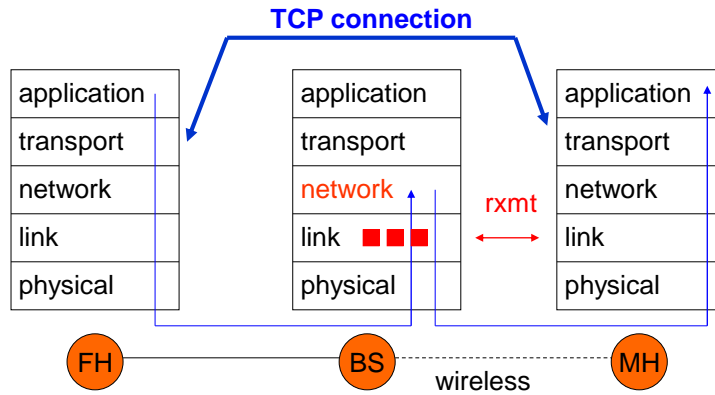 TCP connection
application
transport
network
link
physical
application
transport
network
link
physical
rxmt
application
transport
network
link
physical
FH
BS
MH
wireless